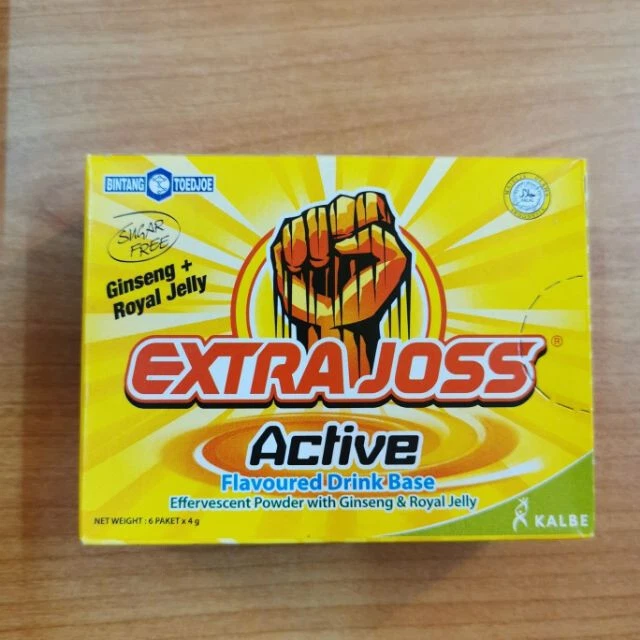 BINTANG TOEDJOE
SUGAR
FREE
Ginseng +
Royal Jelly
EXTRA JOSS®
Active
Flavoured Drink Base
Effervescent Powder with Ginseng & Royal Jelly
NET WEIGHT : 6 PAKET x 4 g
KALBE